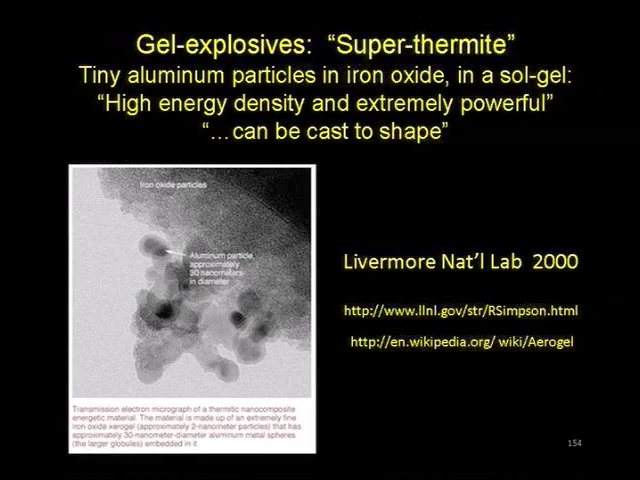 Gel-explosives:  “Super-thermite”
Tiny aluminum particles in iron oxide, in a sol-gel:
“High energy density and extremely powerful”
“…can be cast to shape”
Iron oxide particles
Aluminum particle,
approximately
30 nanometers
in diameter
Livermore Nat’l Lab  2000
http://www.llnl.gov/str/RSimpson.html
http://en.wikipedia.org/ wiki/Aerogel
Transmission electron micrograph of a thermitic nanocomposite
energetic material. The material is made up of an extremely fine
iron oxide xerogel (approximately 2-nanometer particles) that has
approximately 30-nanometer-diameter aluminum metal spheres
(the larger globules) embedded in it.
154